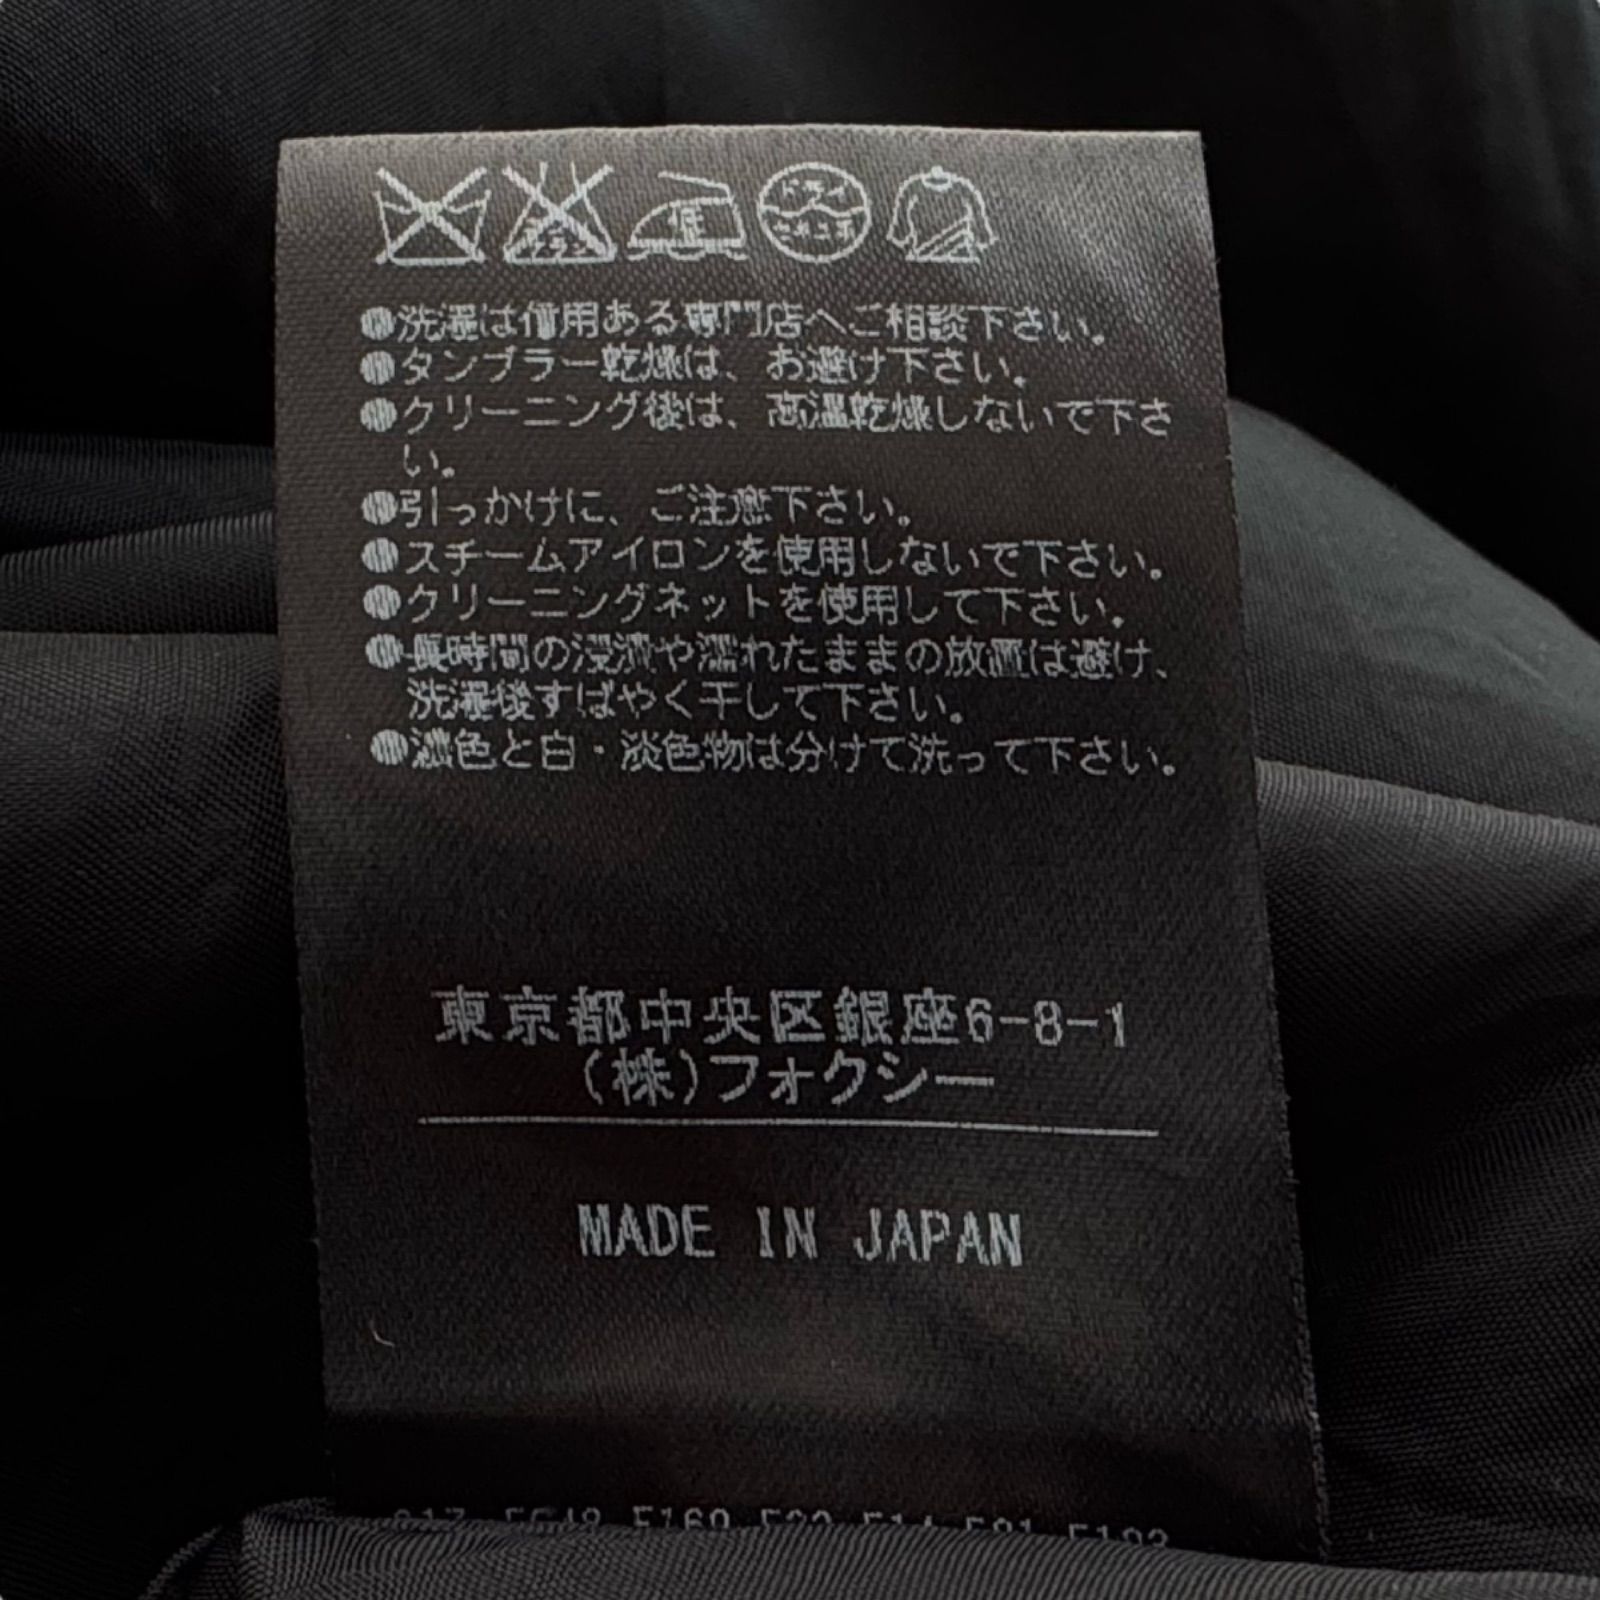 低
ドライ
●洗濯は信用ある専門店へご相談下さい。
●タンブラー乾燥は、お避け下さい。
●クリーニング後は、高温乾燥しないで下さ
い。
●引っかけに、ご注意下さい。
●スチームアイロンを使用しないで下さい。
●クリーニングネットを使用して下さい。
●長時間の浸漬や濡れたままの放置は避け、
洗濯後すばやく干して下さい。
●濃色と白・淡色物は分けて洗って下さい。
東京都中央区銀座6-8-1
(株)フォクシー
MADE IN JAPAN